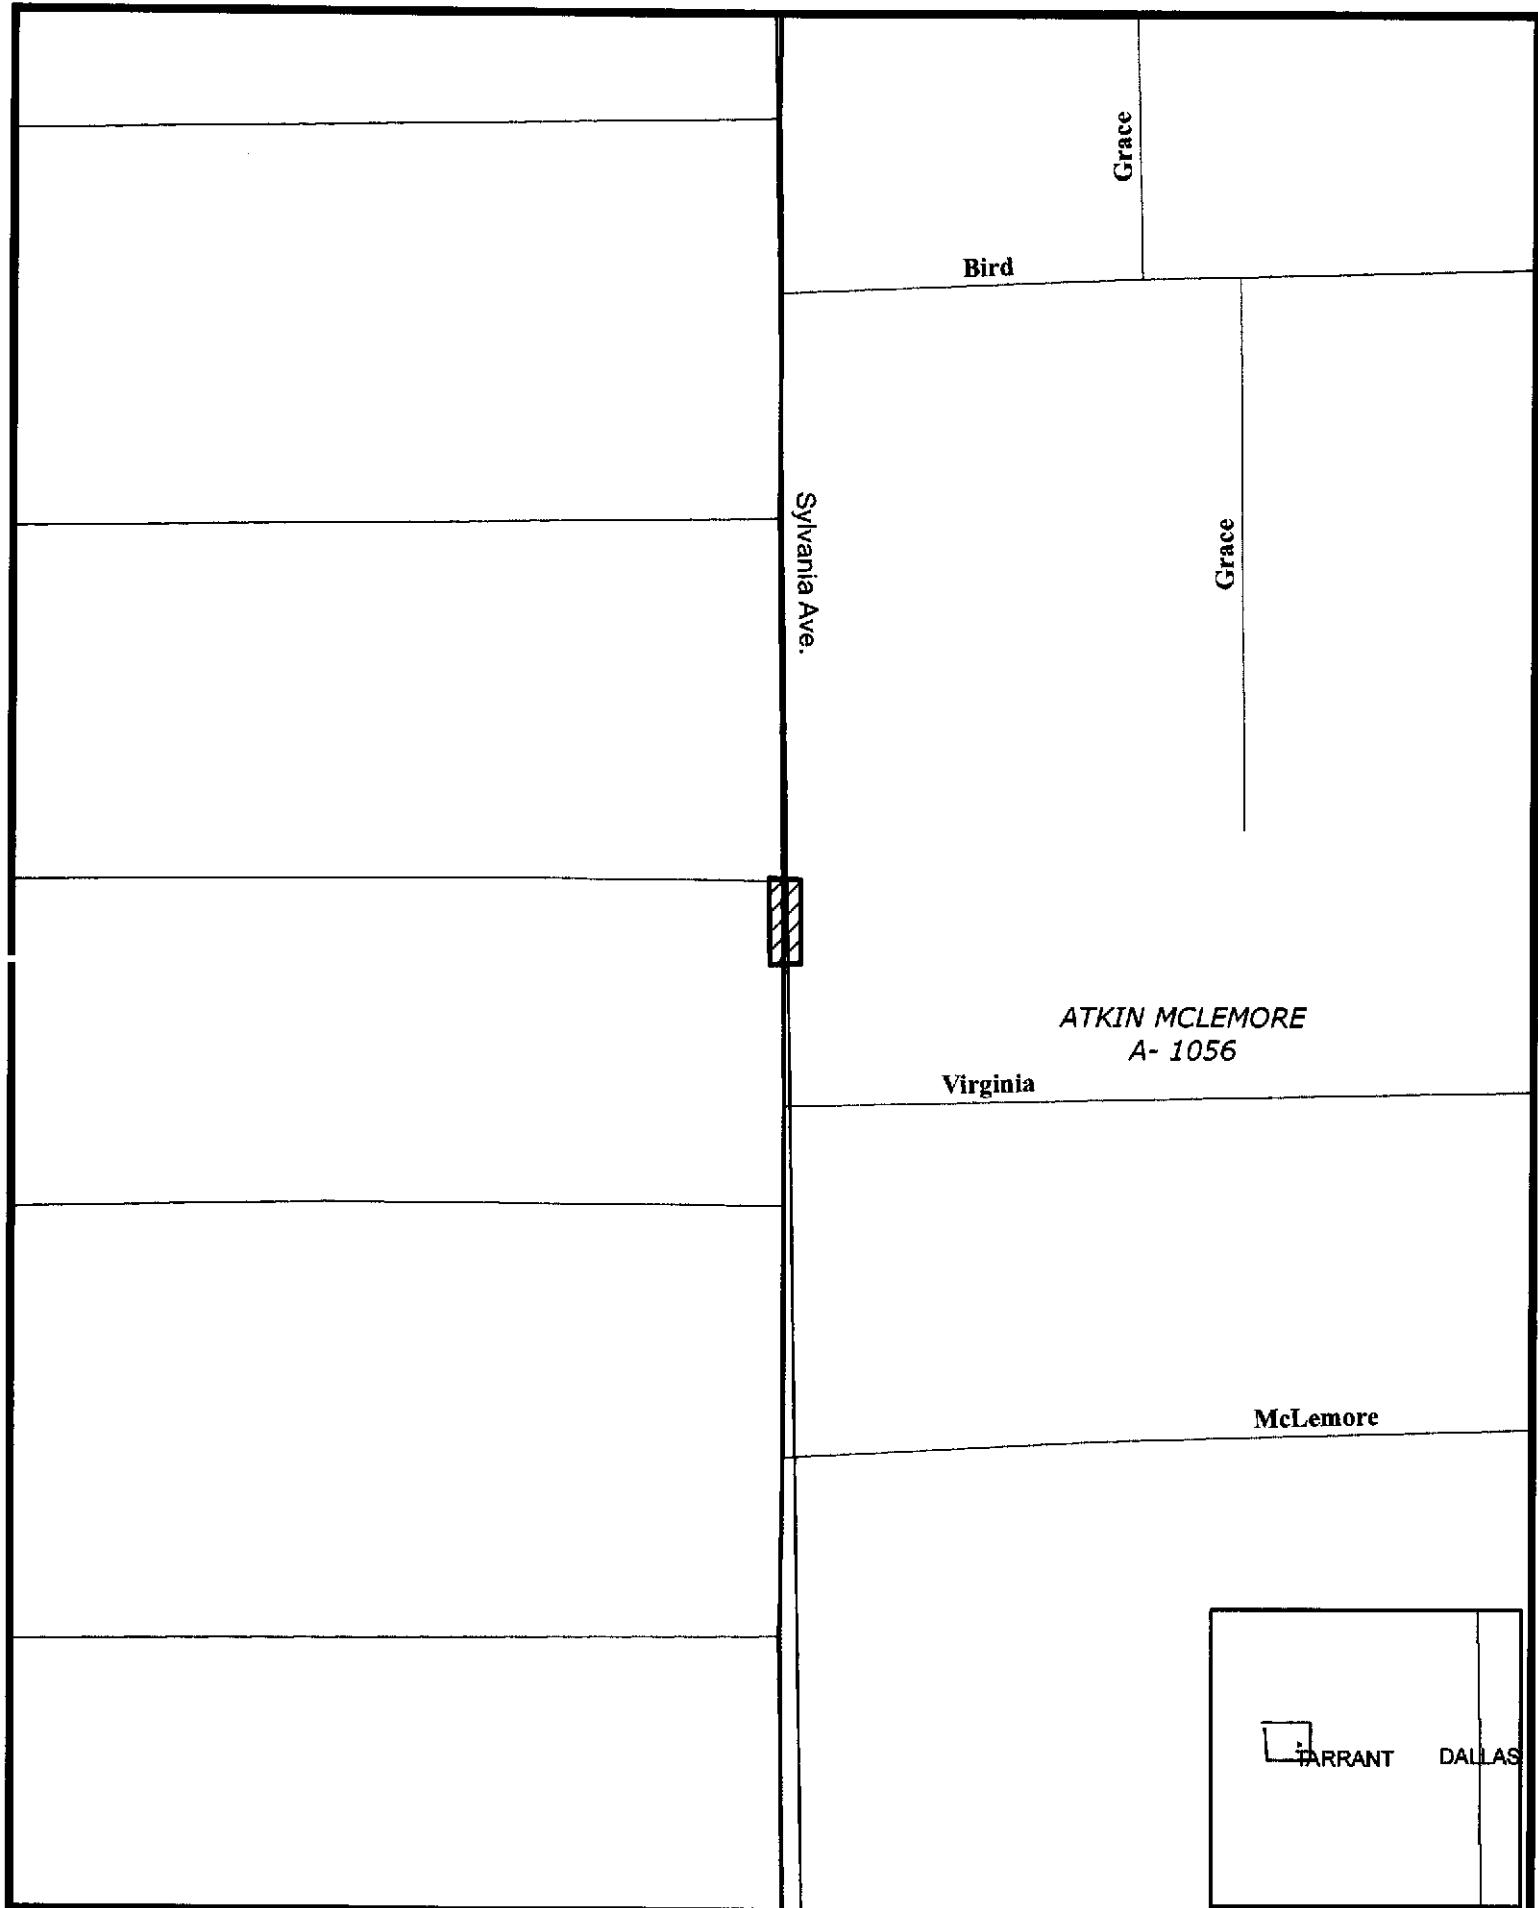 Grace
Bird
Sylvania Ave.
Grace
ATKIN MCLEMORE
A- 1056
Virginia
McLemore
TARRANT
DALLAS